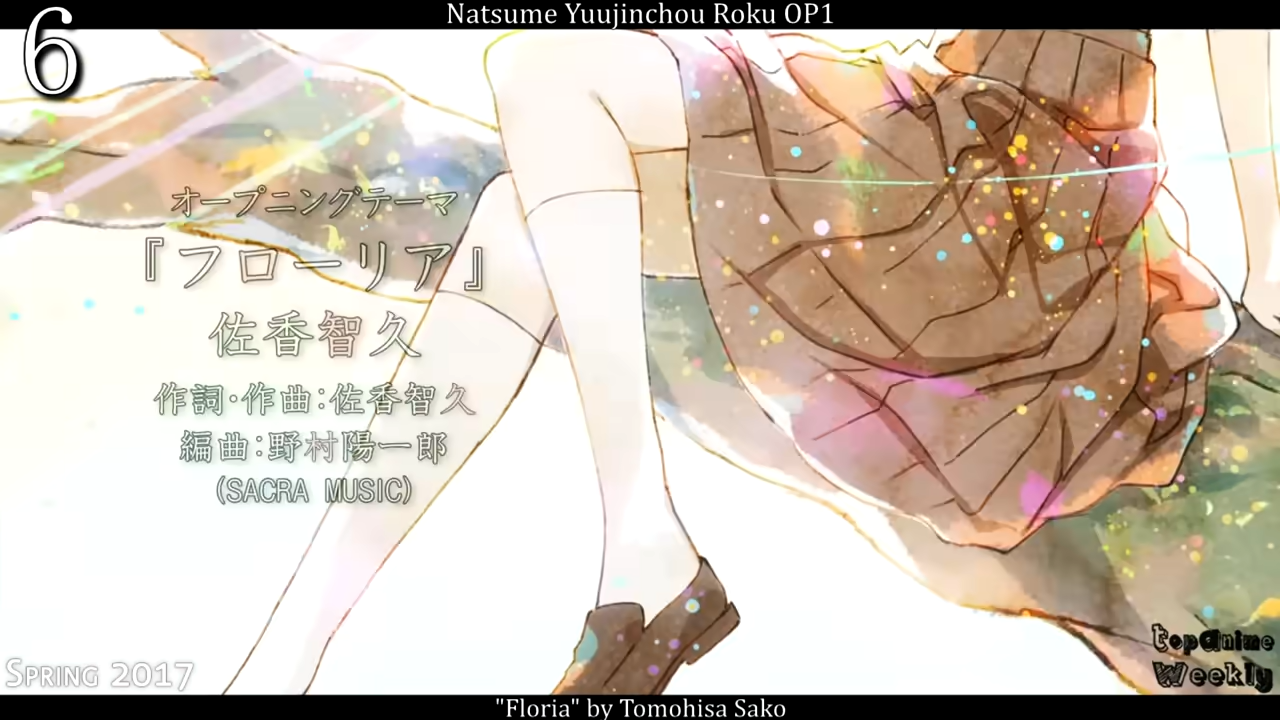 Natsume Yuujinchou Roku OP1
6
オープニングテーマ
『フローリア』
佐香智久
作詞・作曲:佐香智久
編曲:野村陽一郎
(SACRA MUSIC)
Spring 2017
topanime
Weekly
"Floria" by Tomohisa Sako